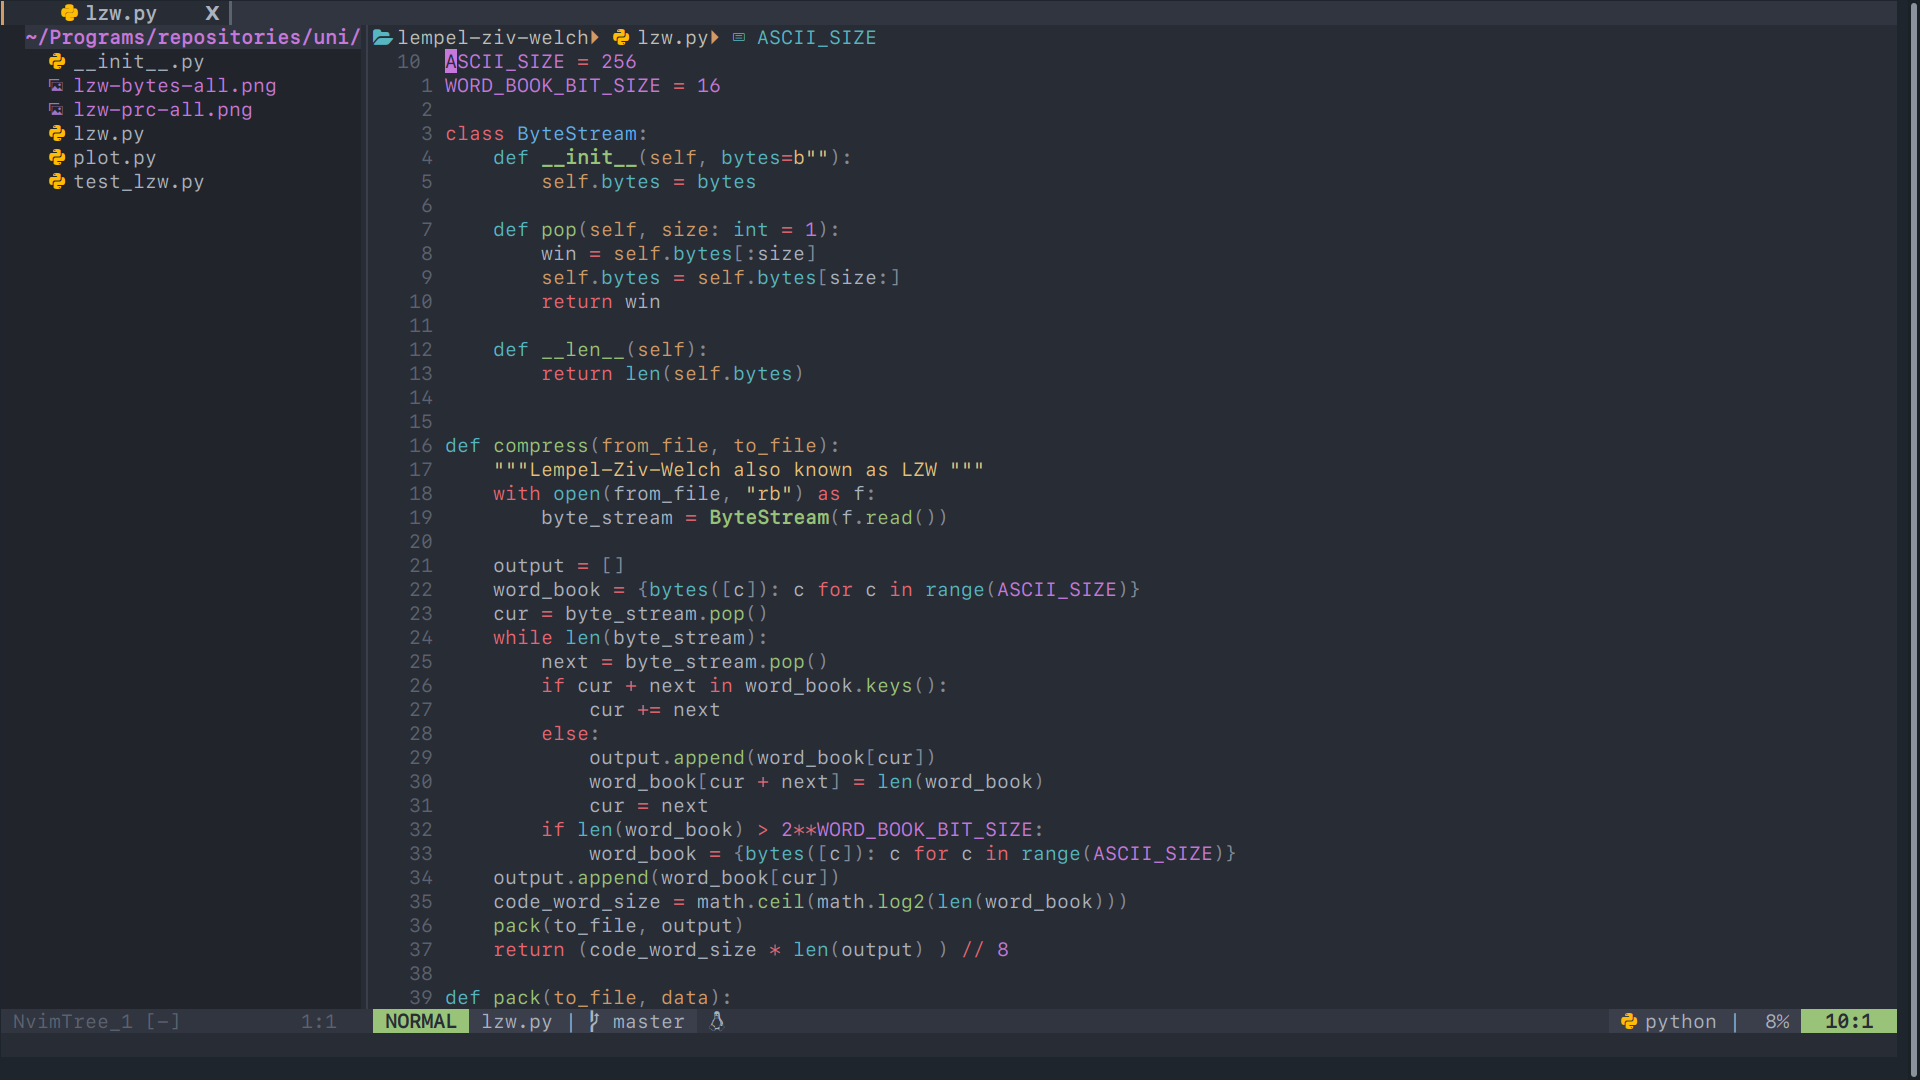 lzw.py X
~/Programs/repositories/uni/
__init__.py
lzw-bytes-all.png
lzw-prc-all.png
lzw.py
plot.py
test_lzw.py
lempel-ziv-welch lzw.py ASCII_SIZE
10 ASCII_SIZE = 256
1 WORD_BOOK_BIT_SIZE = 16
2
3 class ByteStream:
4     def __init__(self, bytes=b""):
5         self.bytes = bytes
6
7     def pop(self, size: int = 1):
8         win = self.bytes[:size]
9         self.bytes = self.bytes[size:]
10         return win
11
12     def __len__(self):
13         return len(self.bytes)
14
15
16 def compress(from_file, to_file):
17     """Lempel-Ziv-Welch also known as LZW """
18     with open(from_file, "rb") as f:
19         byte_stream = ByteStream(f.read())
20
21     output = []
22     word_book = {bytes([c]): c for c in range(ASCII_SIZE)}
23     cur = byte_stream.pop()
24     while len(byte_stream):
25         next = byte_stream.pop()
26         if cur + next in word_book.keys():
27             cur += next
28         else:
29             output.append(word_book[cur])
30             word_book[cur + next] = len(word_book)
31             cur = next
32         if len(word_book) > 2**WORD_BOOK_BIT_SIZE:
33             word_book = {bytes([c]): c for c in range(ASCII_SIZE)}
34     output.append(word_book[cur])
35     code_word_size = math.ceil(math.log2(len(word_book)))
36     pack(to_file, output)
37     return (code_word_size * len(output) ) // 8
38
39 def pack(to_file, data):
NvimTree_1 [-] 1:1 NORMAL lzw.py | master python | 8% 10:1